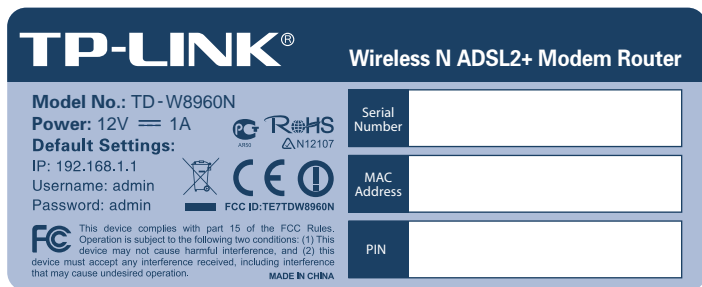 TP-LINK®
Wireless N ADSL2+ Modem Router
Model No.: TD-W8960N
Power: 12V ⎓ 1A
Default Settings:
IP: 192.168.1.1
Username: admin
Password: admin
PG
AR50
RoHS
N12107
CE
FCC ID:TE7TDW8960N
FC This device complies with part 15 of the FCC Rules.
Operation is subject to the following two conditions: (1) This
device may not cause harmful interference, and (2) this
device must accept any interference received, including interference
that may cause undesired operation.
MADE IN CHINA
Serial
Number
MAC
Address
PIN